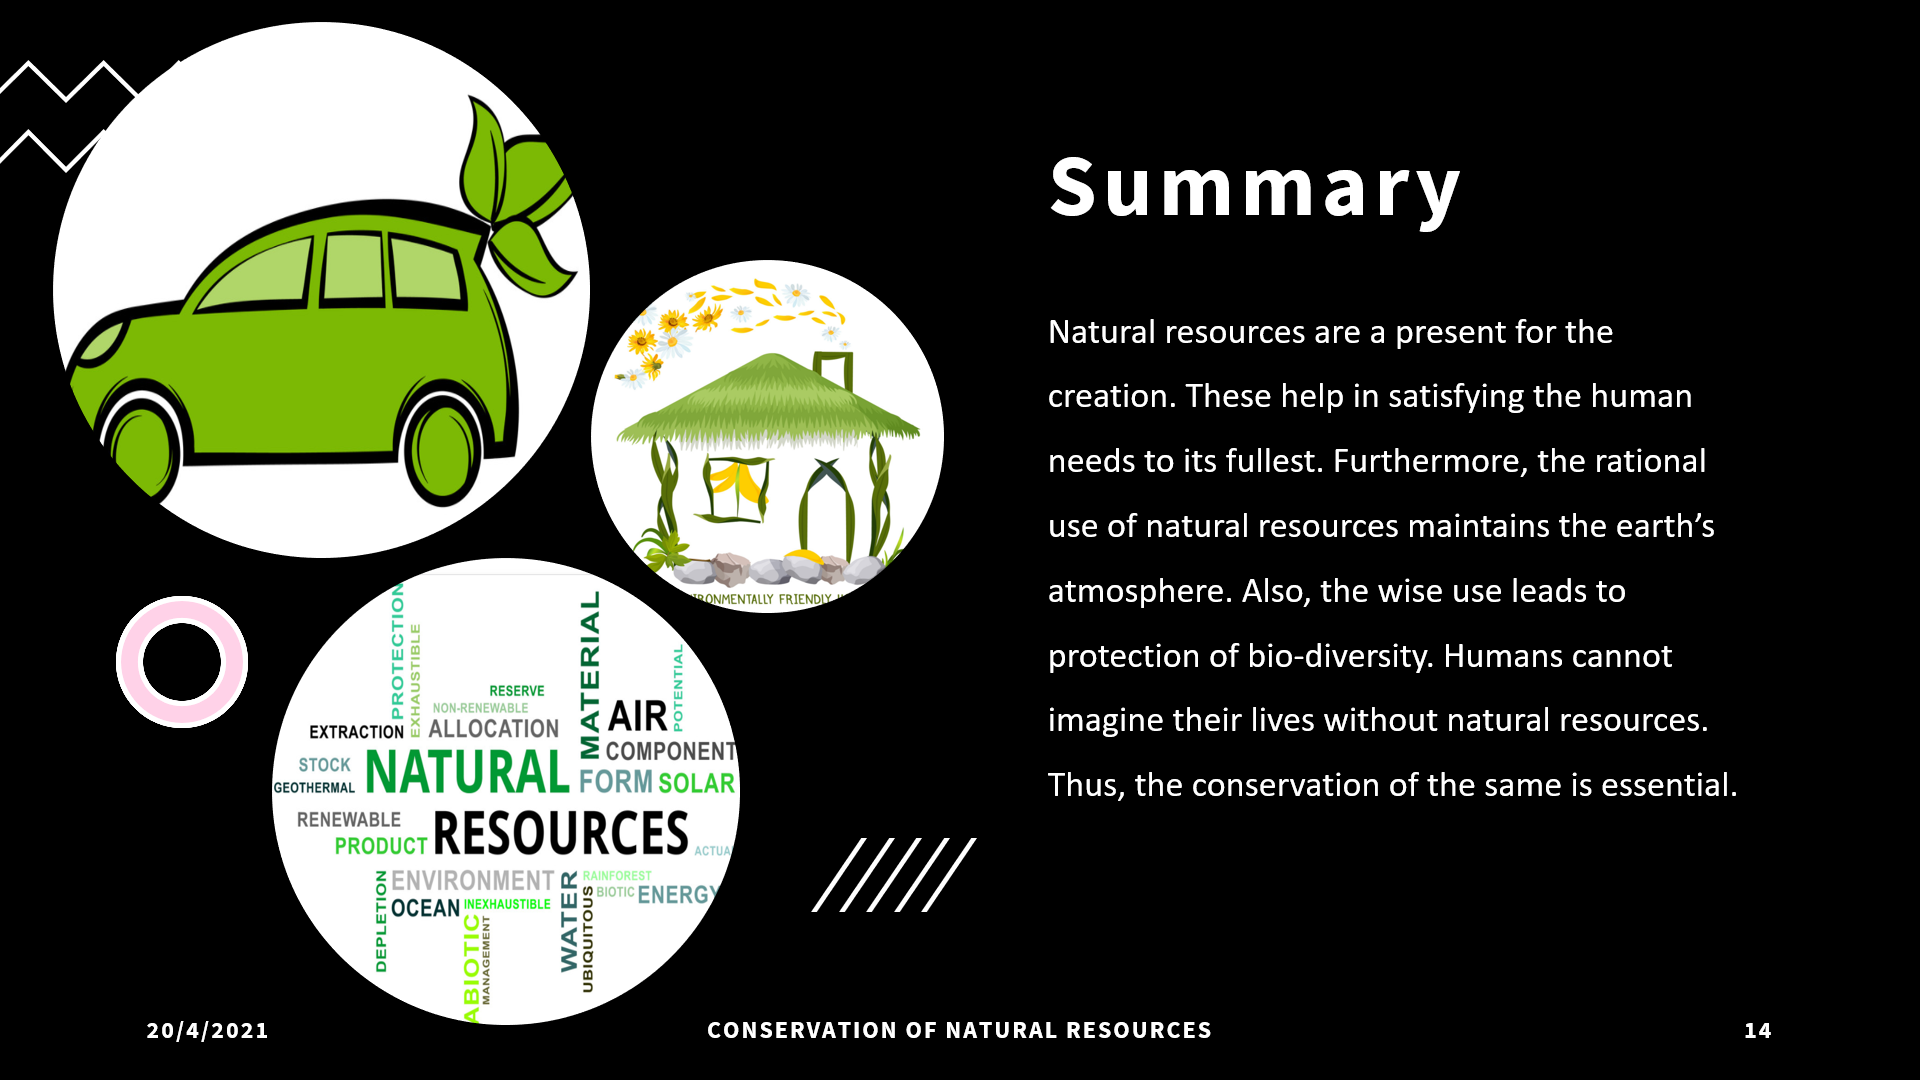 Summary
Natural resources are a present for the
creation. These help in satisfying the human
needs to its fullest. Furthermore, the rational
use of natural resources maintains the earth’s
atmosphere. Also, the wise use leads to
protection of bio-diversity. Humans cannot
imagine their lives without natural resources.
Thus, the conservation of the same is essential.
FRIENDLY
PROTECTION
EXHAUSTIBLE
MATERIAL
POTENTIAL
RESERVE
NON-RENEWABLE
AIR
EXTRACTION
ALLOCATION
COMPONENT
STOCK
NATURAL
FORM
SOLAR
GEOTHERMAL
RENEWABLE
RESOURCES
PRODUCT
ENVIRONMENT
RAINFOREST
BIOTIC
ENERGY
OCEAN
INEXHAUSTIBLE
DEPLETION
ABIOTIC
MANAGEMENT
WATER
UBIQUITOUS
20/4/2021
CONSERVATION OF NATURAL RESOURCES
14